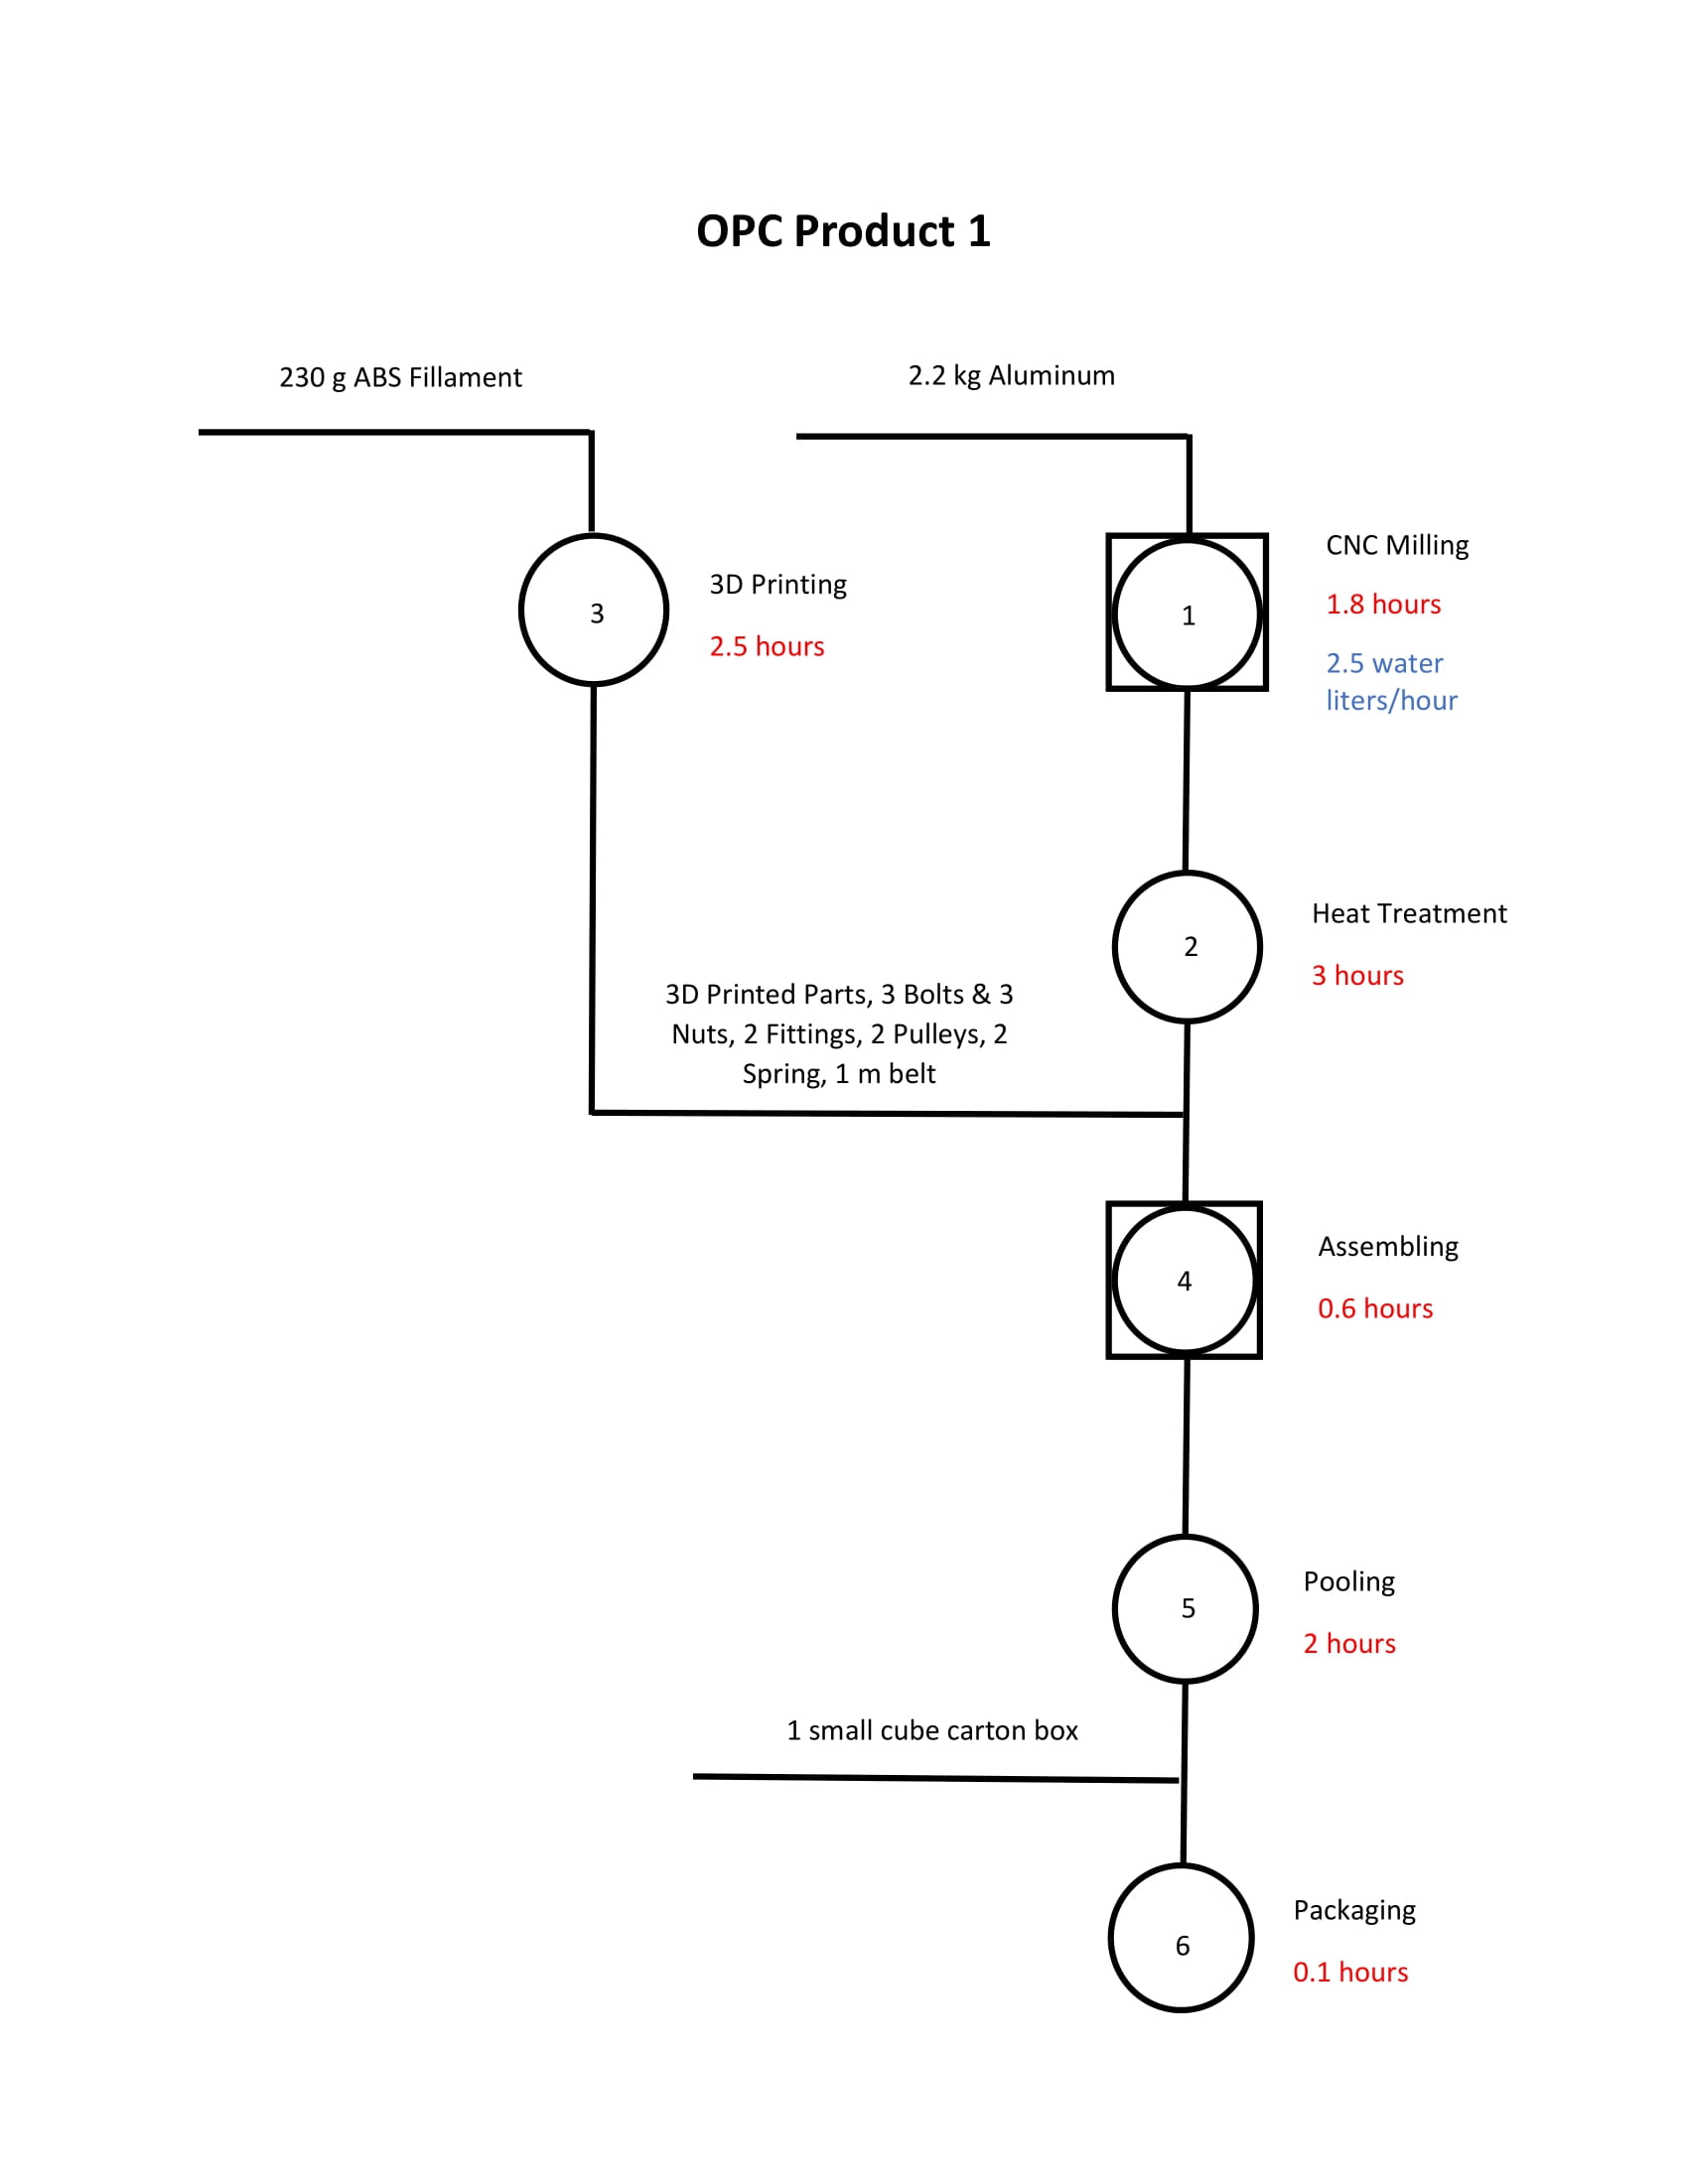 OPC Product 1
230 g ABS Fillament
2.2 kg Aluminum
3
3D Printing
2.5 hours
1
CNC Milling
1.8 hours
2.5 water
liters/hour
2
Heat Treatment
3 hours
3D Printed Parts, 3 Bolts & 3
Nuts, 2 Fittings, 2 Pulleys, 2
Spring, 1 m belt
4
Assembling
0.6 hours
5
Pooling
2 hours
1 small cube carton box
6
Packaging
0.1 hours